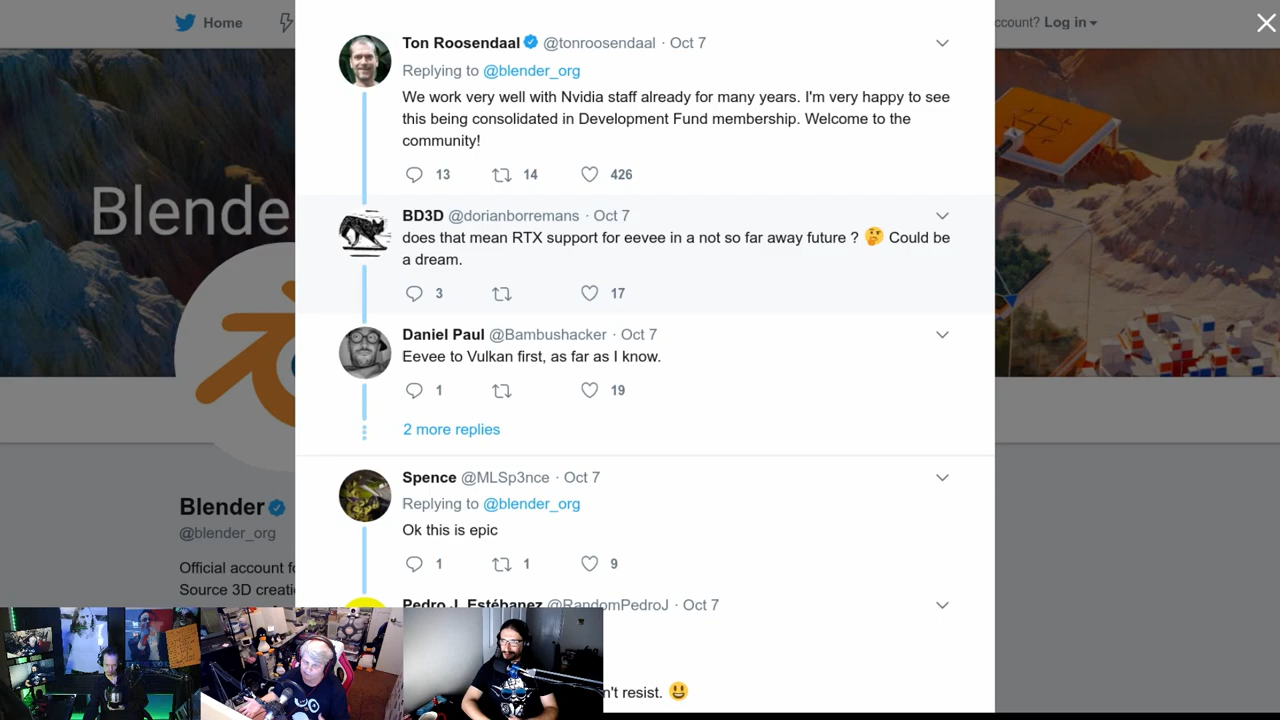 Home
ccount? Log in
Ton Roosendaal @tonroosendaal · Oct 7
Replying to @blender_org
We work very well with Nvidia staff already for many years. I'm very happy to see
this being consolidated in Development Fund membership. Welcome to the
community!
13 14 426
Blende
BD3D @dorianborremans · Oct 7
does that mean RTX support for eevee in a not so far away future ? 🤔 Could be
a dream.
3 17
Daniel Paul @Bambushacker · Oct 7
Eevee to Vulkan first, as far as I know.
1 19
2 more replies
Spence @MLSp3nce · Oct 7
Replying to @blender_org
Ok this is epic
1 1 9
Blender
@blender_org
Official account fo
Source 3D creati
Pedro J. Estébanez @RandomPedroJ · Oct 7
n't resist. 😃